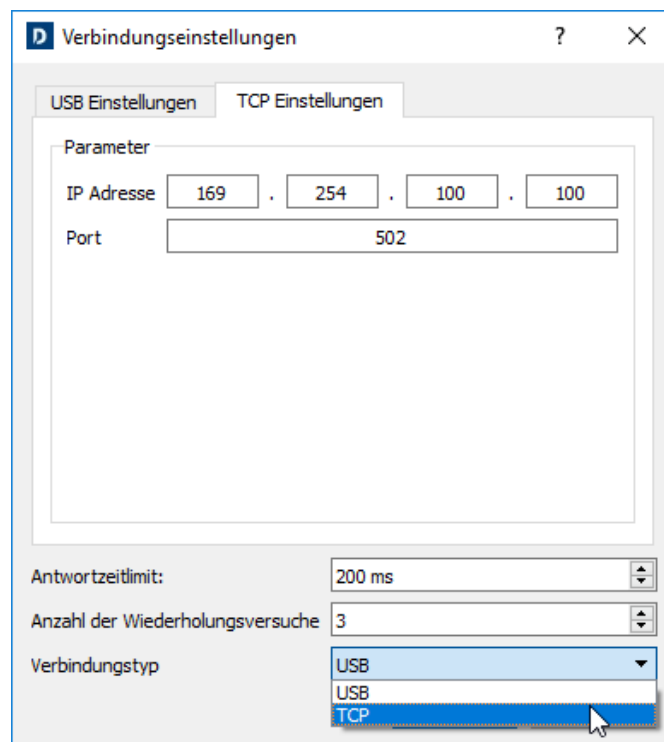 D Verbindungseinstellungen ? ×
USB Einstellungen TCP Einstellungen
Parameter
IP Adresse 169 . 254 . 100 . 100
Port 502
Antwortzeitlimit: 200 ms
Anzahl der Wiederholungsversuche 3
Verbindungstyp USB
USB
TCP